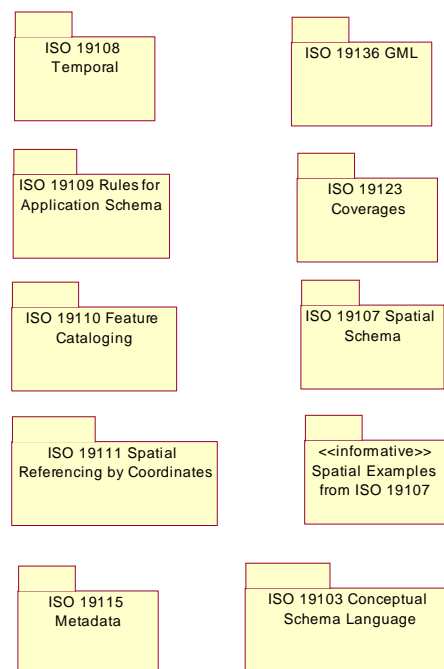 ISO 19108
Temporal
ISO 19136 GML
ISO 19109 Rules for
Application Schema
ISO 19123
Coverages
ISO 19110 Feature
Cataloging
ISO 19107 Spatial
Schema
ISO 19111 Spatial
Referencing by Coordinates
<<informative>>
Spatial Examples
from ISO 19107
ISO 19115
Metadata
ISO 19103 Conceptual
Schema Language